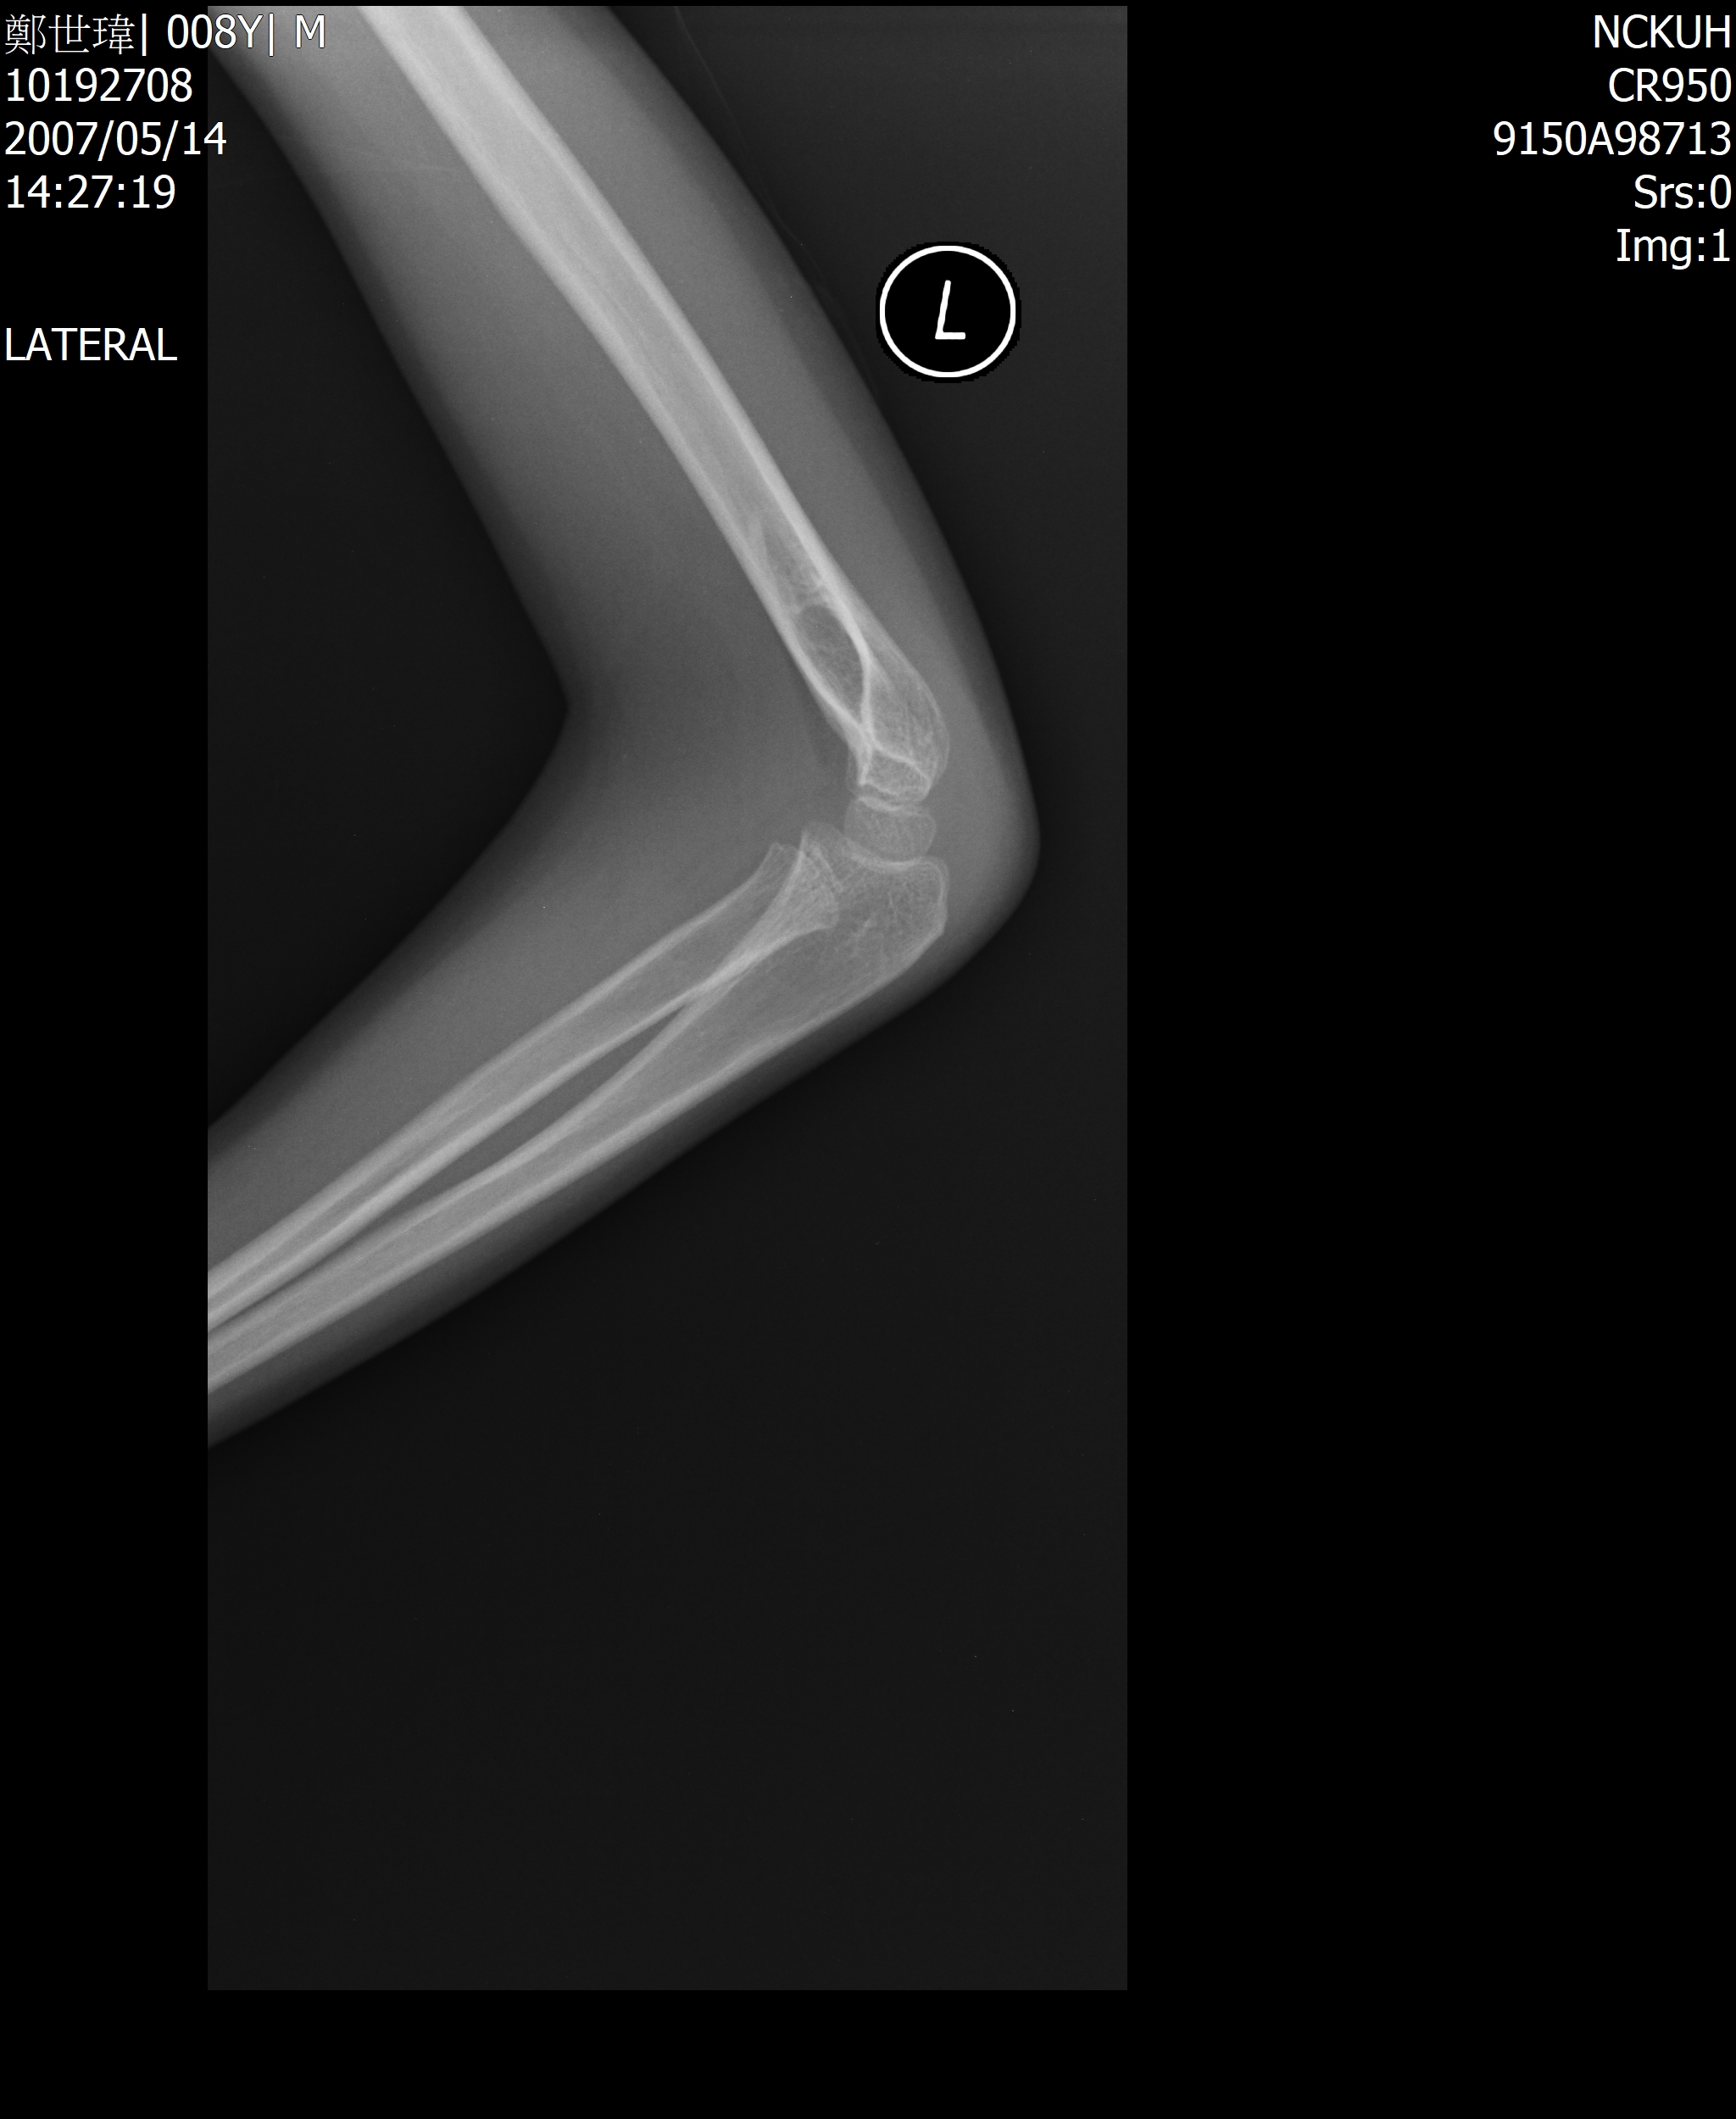 鄭世瑋| 008Y| M
10192708
2007/05/14
14:27:19
LATERAL
NCKUH
CR950
9150A98713
Srs:0
Img:1
L